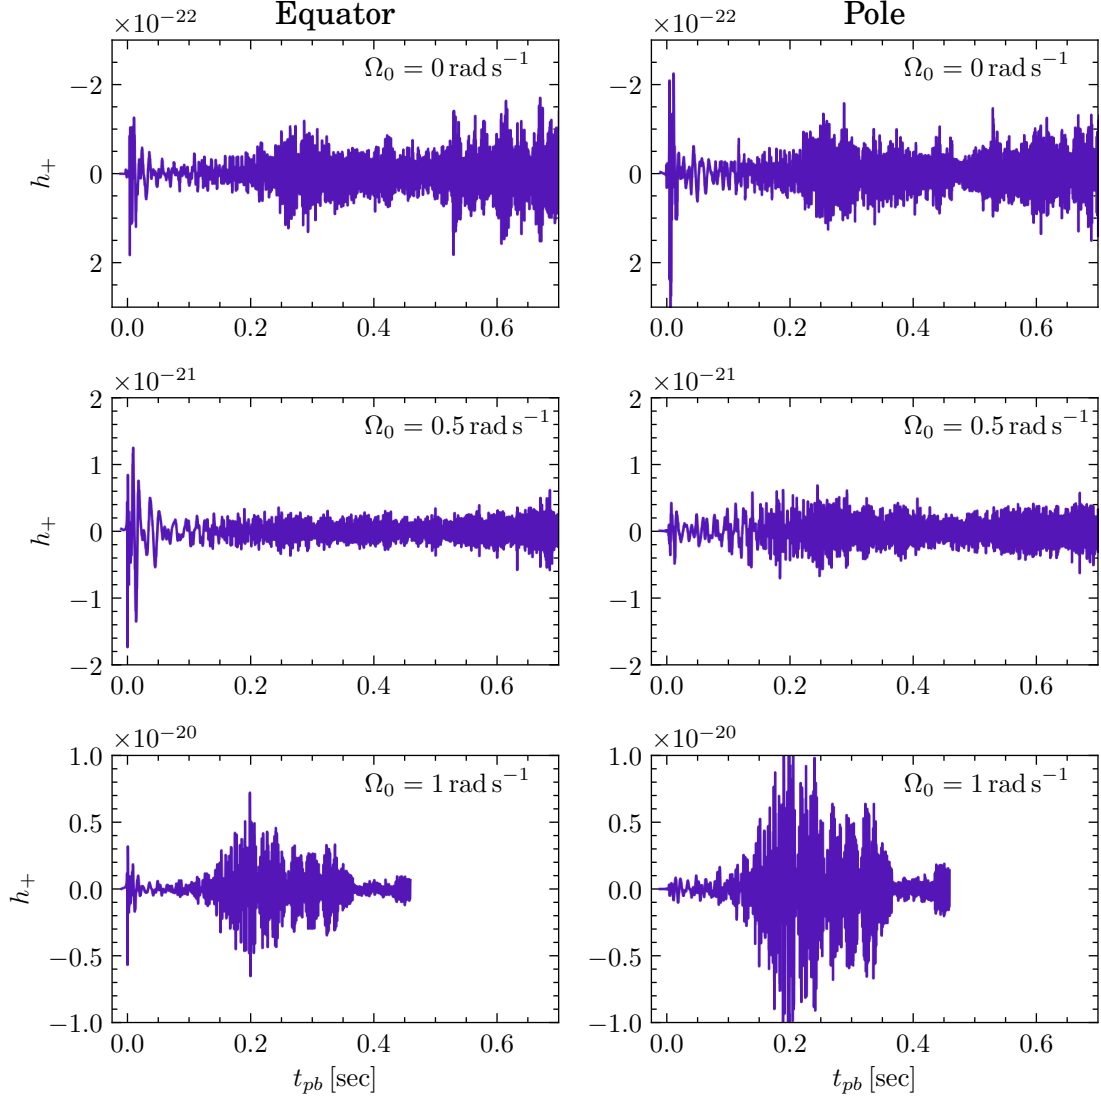 Equator
Pole
×10⁻²²
×10⁻²²
Ω₀ = 0 rad s⁻¹
Ω₀ = 0 rad s⁻¹
h₊
−2
0
2
−2
0
2
0.0 0.2 0.4 0.6
0.0 0.2 0.4 0.6
×10⁻²¹
×10⁻²¹
Ω₀ = 0.5 rad s⁻¹
Ω₀ = 0.5 rad s⁻¹
h₊
2
1
0
−1
−2
2
1
0
−1
−2
0.0 0.2 0.4 0.6
0.0 0.2 0.4 0.6
×10⁻²⁰
×10⁻²⁰
Ω₀ = 1 rad s⁻¹
Ω₀ = 1 rad s⁻¹
h₊
1.0
0.5
0.0
−0.5
−1.0
1.0
0.5
0.0
−0.5
−1.0
0.0 0.2 0.4 0.6
0.0 0.2 0.4 0.6
t_{pb} [sec]
t_{pb} [sec]